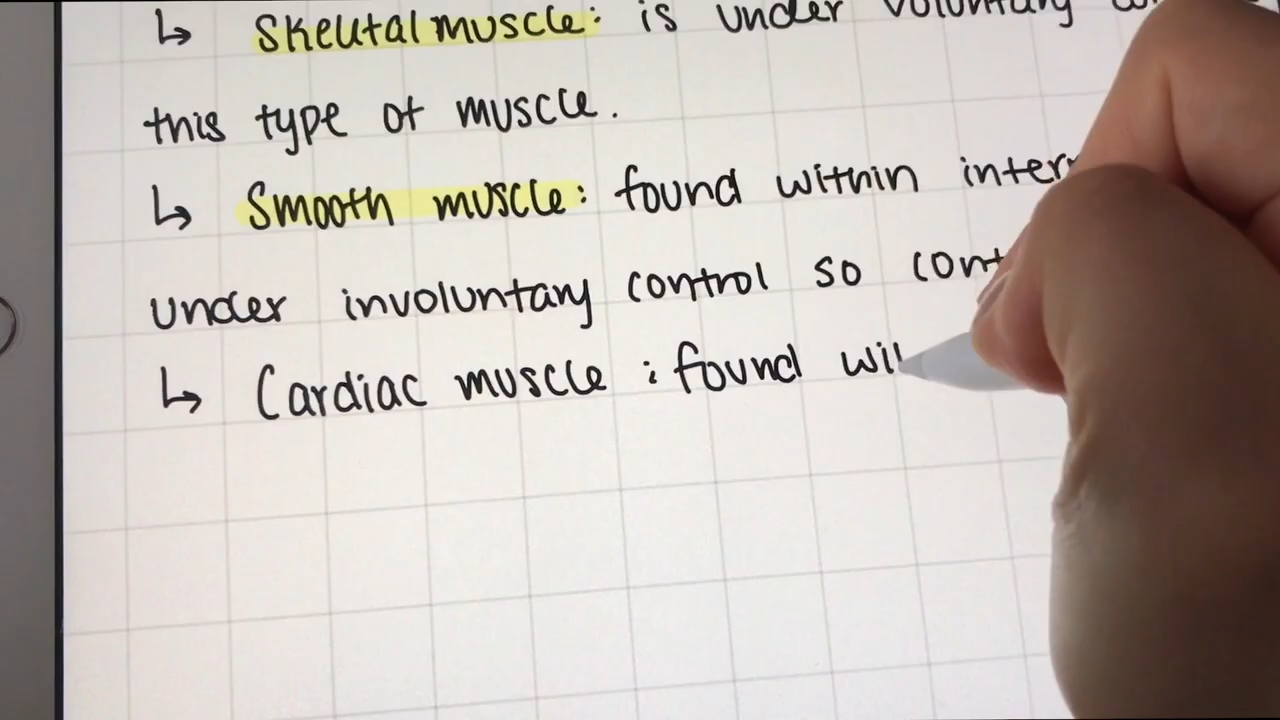 ↳ Skeletal muscle: is under voluntary
this type of muscle.
↳ Smooth muscle: found within inter
under involuntary control so cont
↳ Cardiac muscle: found wi